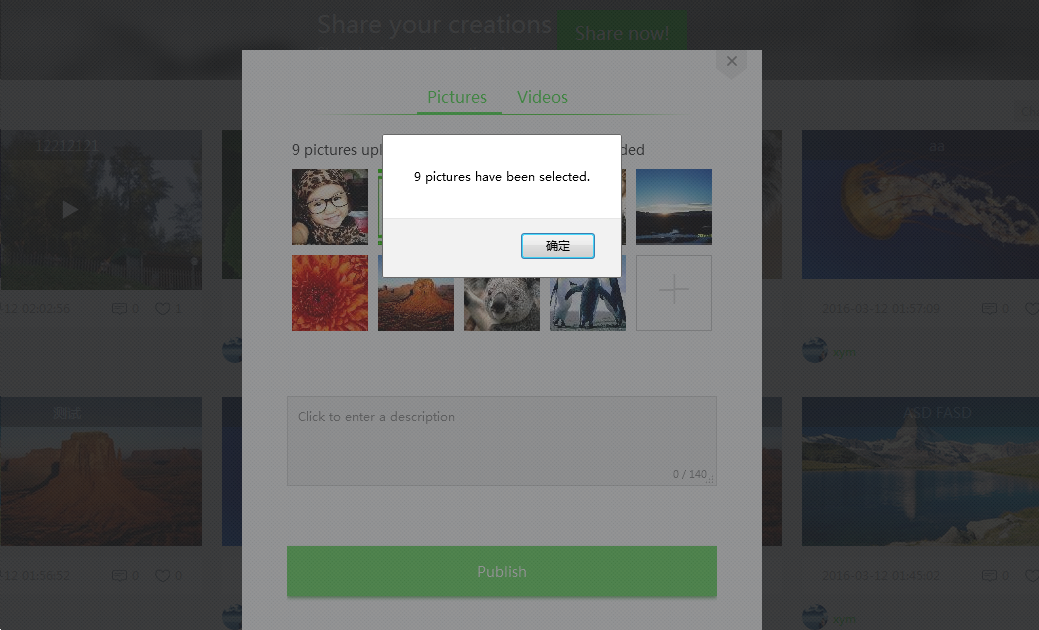 Share your creations
Share now!
Pictures
Videos
9 pictures upl
ded
9 pictures have been selected.
确定
12212121
aa
-12 02:02:56
0
1
2016-03-12 01:57:09
0
xyrr
Click to enter a description
0 / 140
测试
ASD FASD
-12 01:56:52
0
0
2016-03-12 01:45:02
0
Publish